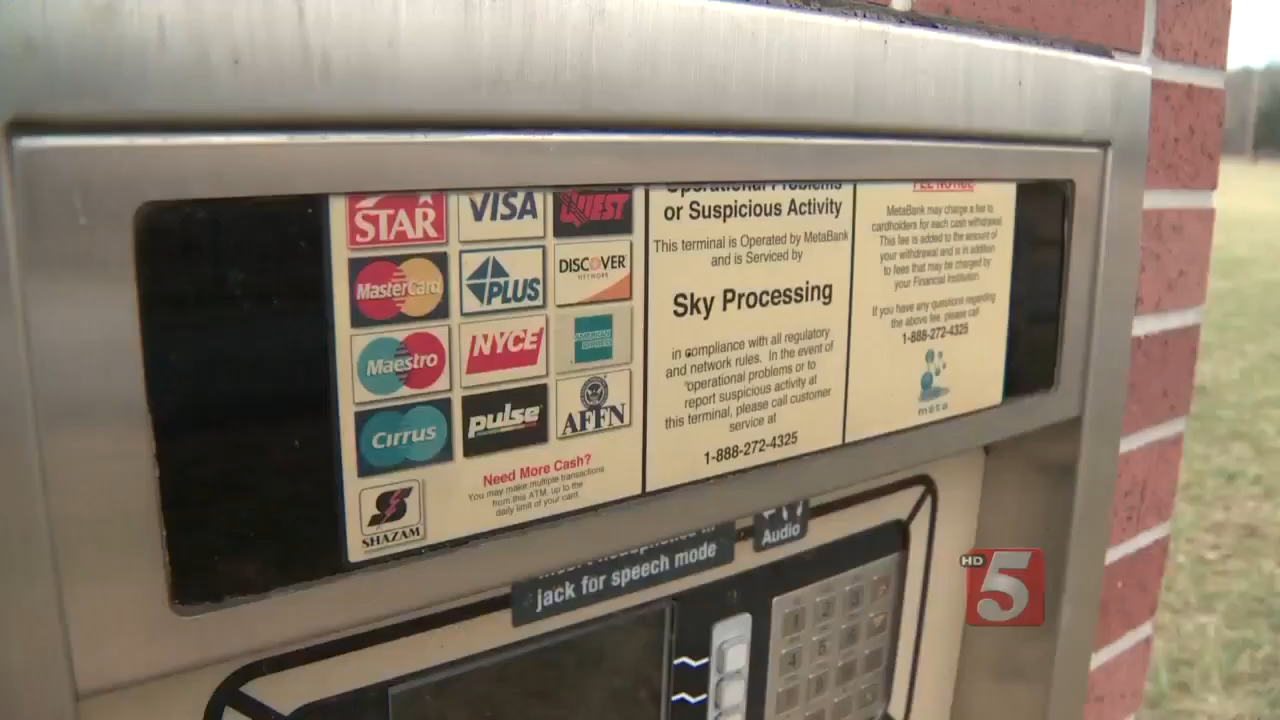 STAR
VISA
QUEST
MasterCard
PLUS
DISCOVER
NETWORK
Maestro
NYCE
AMERICAN
EXPRESS
Cirrus
pulse
AFFN
SHAZAM
Need More Cash?
You may make multiple transactions
from this ATM, up to the
daily limit of your card.
Operational Problems
or Suspicious Activity
This terminal is Operated by MetaBank
and is Serviced by
Sky Processing
in compliance with all regulatory
and network rules. In the event of
operational problems or to
report suspicious activity at
this terminal, please call customer
service at
1-888-272-4325
FEE NOTICE
MetaBank may charge a fee to
cardholders for each cash withdrawal.
This fee is added to the amount of
your withdrawal and is in addition
to fees that may be charged by
your Financial Institution.
If you have any questions regarding
the above fee, please call
1-888-272-4325
meta
jack for speech mode
Audio
1 2 3
4 5
HD 5